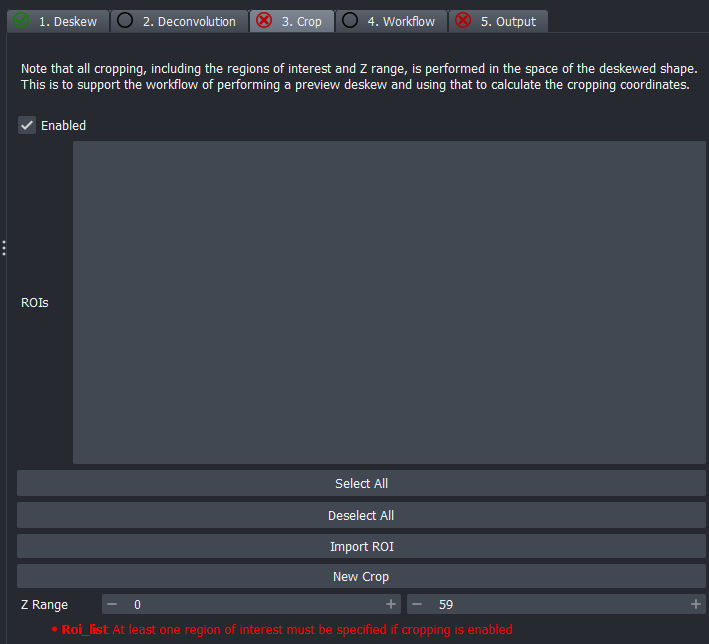 1. Deskew 2. Deconvolution 3. Crop 4. Workflow 5. Output
Note that all cropping, including the regions of interest and Z range, is performed in the space of the deskewed shape.
This is to support the workflow of performing a preview deskew and using that to calculate the cropping coordinates.
Enabled
ROIs
Select All
Deselect All
Import ROI
New Crop
Z Range − 0 + − 59 +
• Roi_list At least one region of interest must be specified if cropping is enabled